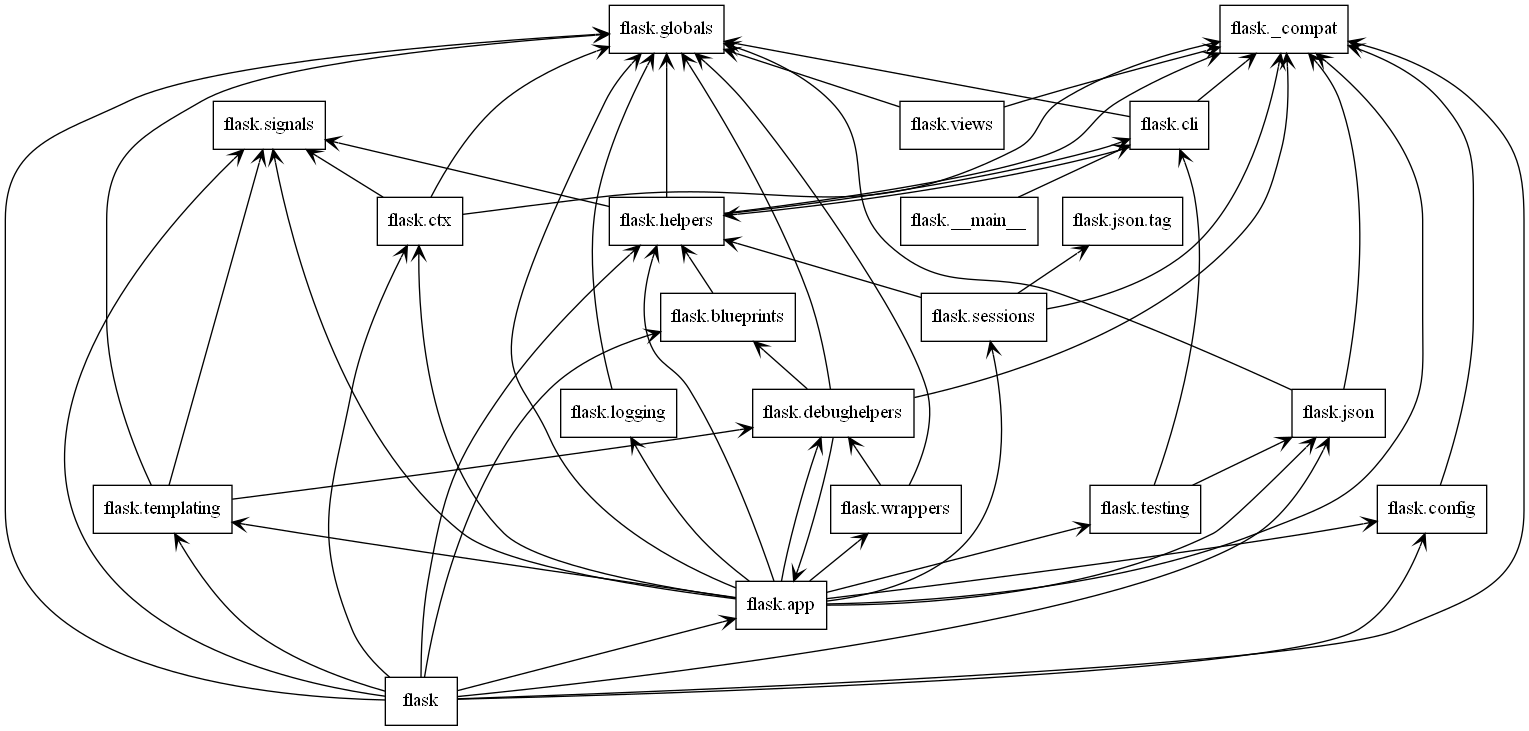 flask.globals
flask._compat
flask.signals
flask.views
flask.cli
flask.ctx
flask.helpers
flask.__main__
flask.json.tag
flask.blueprints
flask.sessions
flask.logging
flask.debughelpers
flask.json
flask.templating
flask.wrappers
flask.testing
flask.config
flask.app
flask